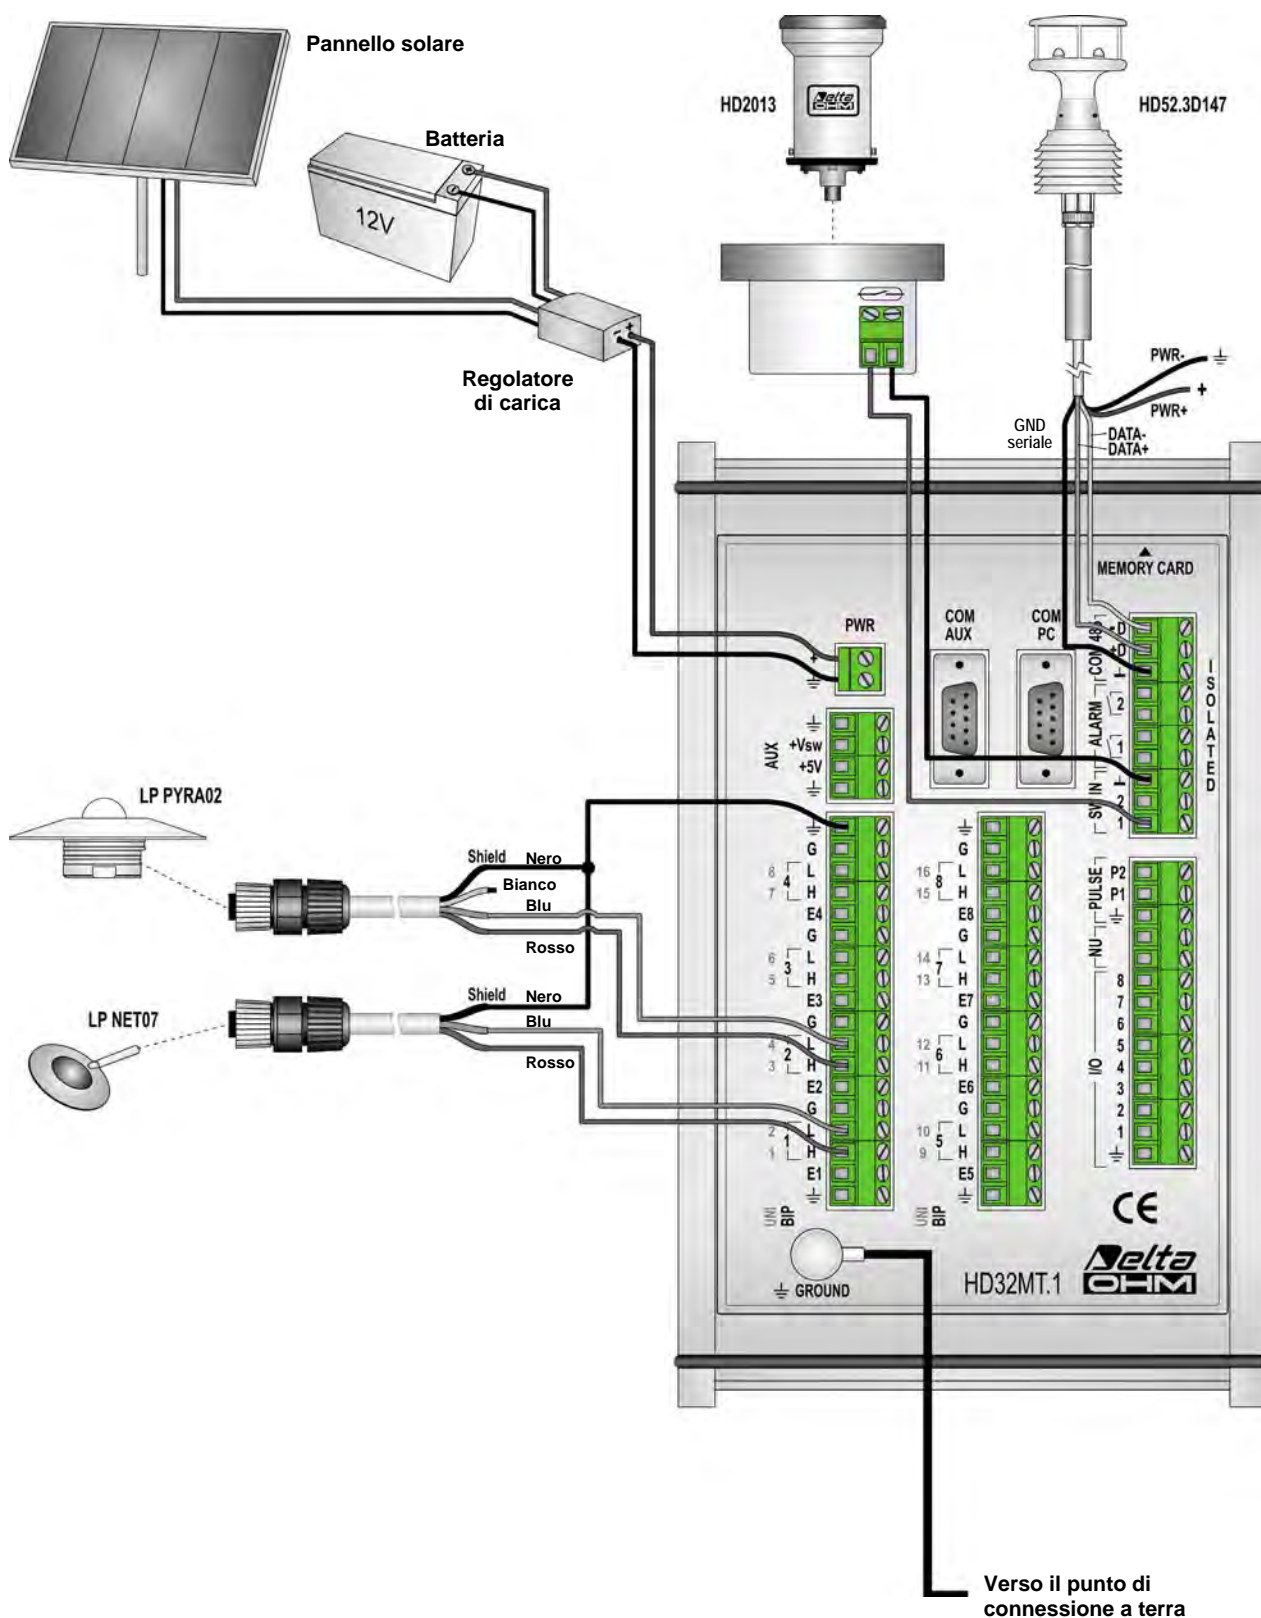 Pannello solare
Batteria
12V
Regolatore
di carica
- +
HD2013
Delta
OHM
HD52.3D147
PWR-
+
PWR+
GND
seriale
DATA-
DATA+
MEMORY CARD
PWR
+
COM
AUX
COM
PC
COM 485
-D
+D
ALARM
2
1
SW IN
2
1
ISOLATED
AUX
+Vsw
+5V
LP PYRA02
Shield
Nero
Bianco
Blu
Rosso
LP NET07
Shield
Nero
Blu
Rosso
G
8 4 L
7 H
E4
G
6 3 L
5 H
E3
G
4 2 L
3 H
E2
G
2 1 L
1 H
E1
UNI
BIP
G
16 8 L
15 H
E8
G
14 7 L
13 H
E7
G
12 6 L
11 H
E6
G
10 5 L
9 H
E5
UNI
BIP
PULSE
P2
P1
NU
I/O
8
7
6
5
4
3
2
1
CE
GROUND
HD32MT.1
Delta
OHM
Verso il punto di
connessione a terra